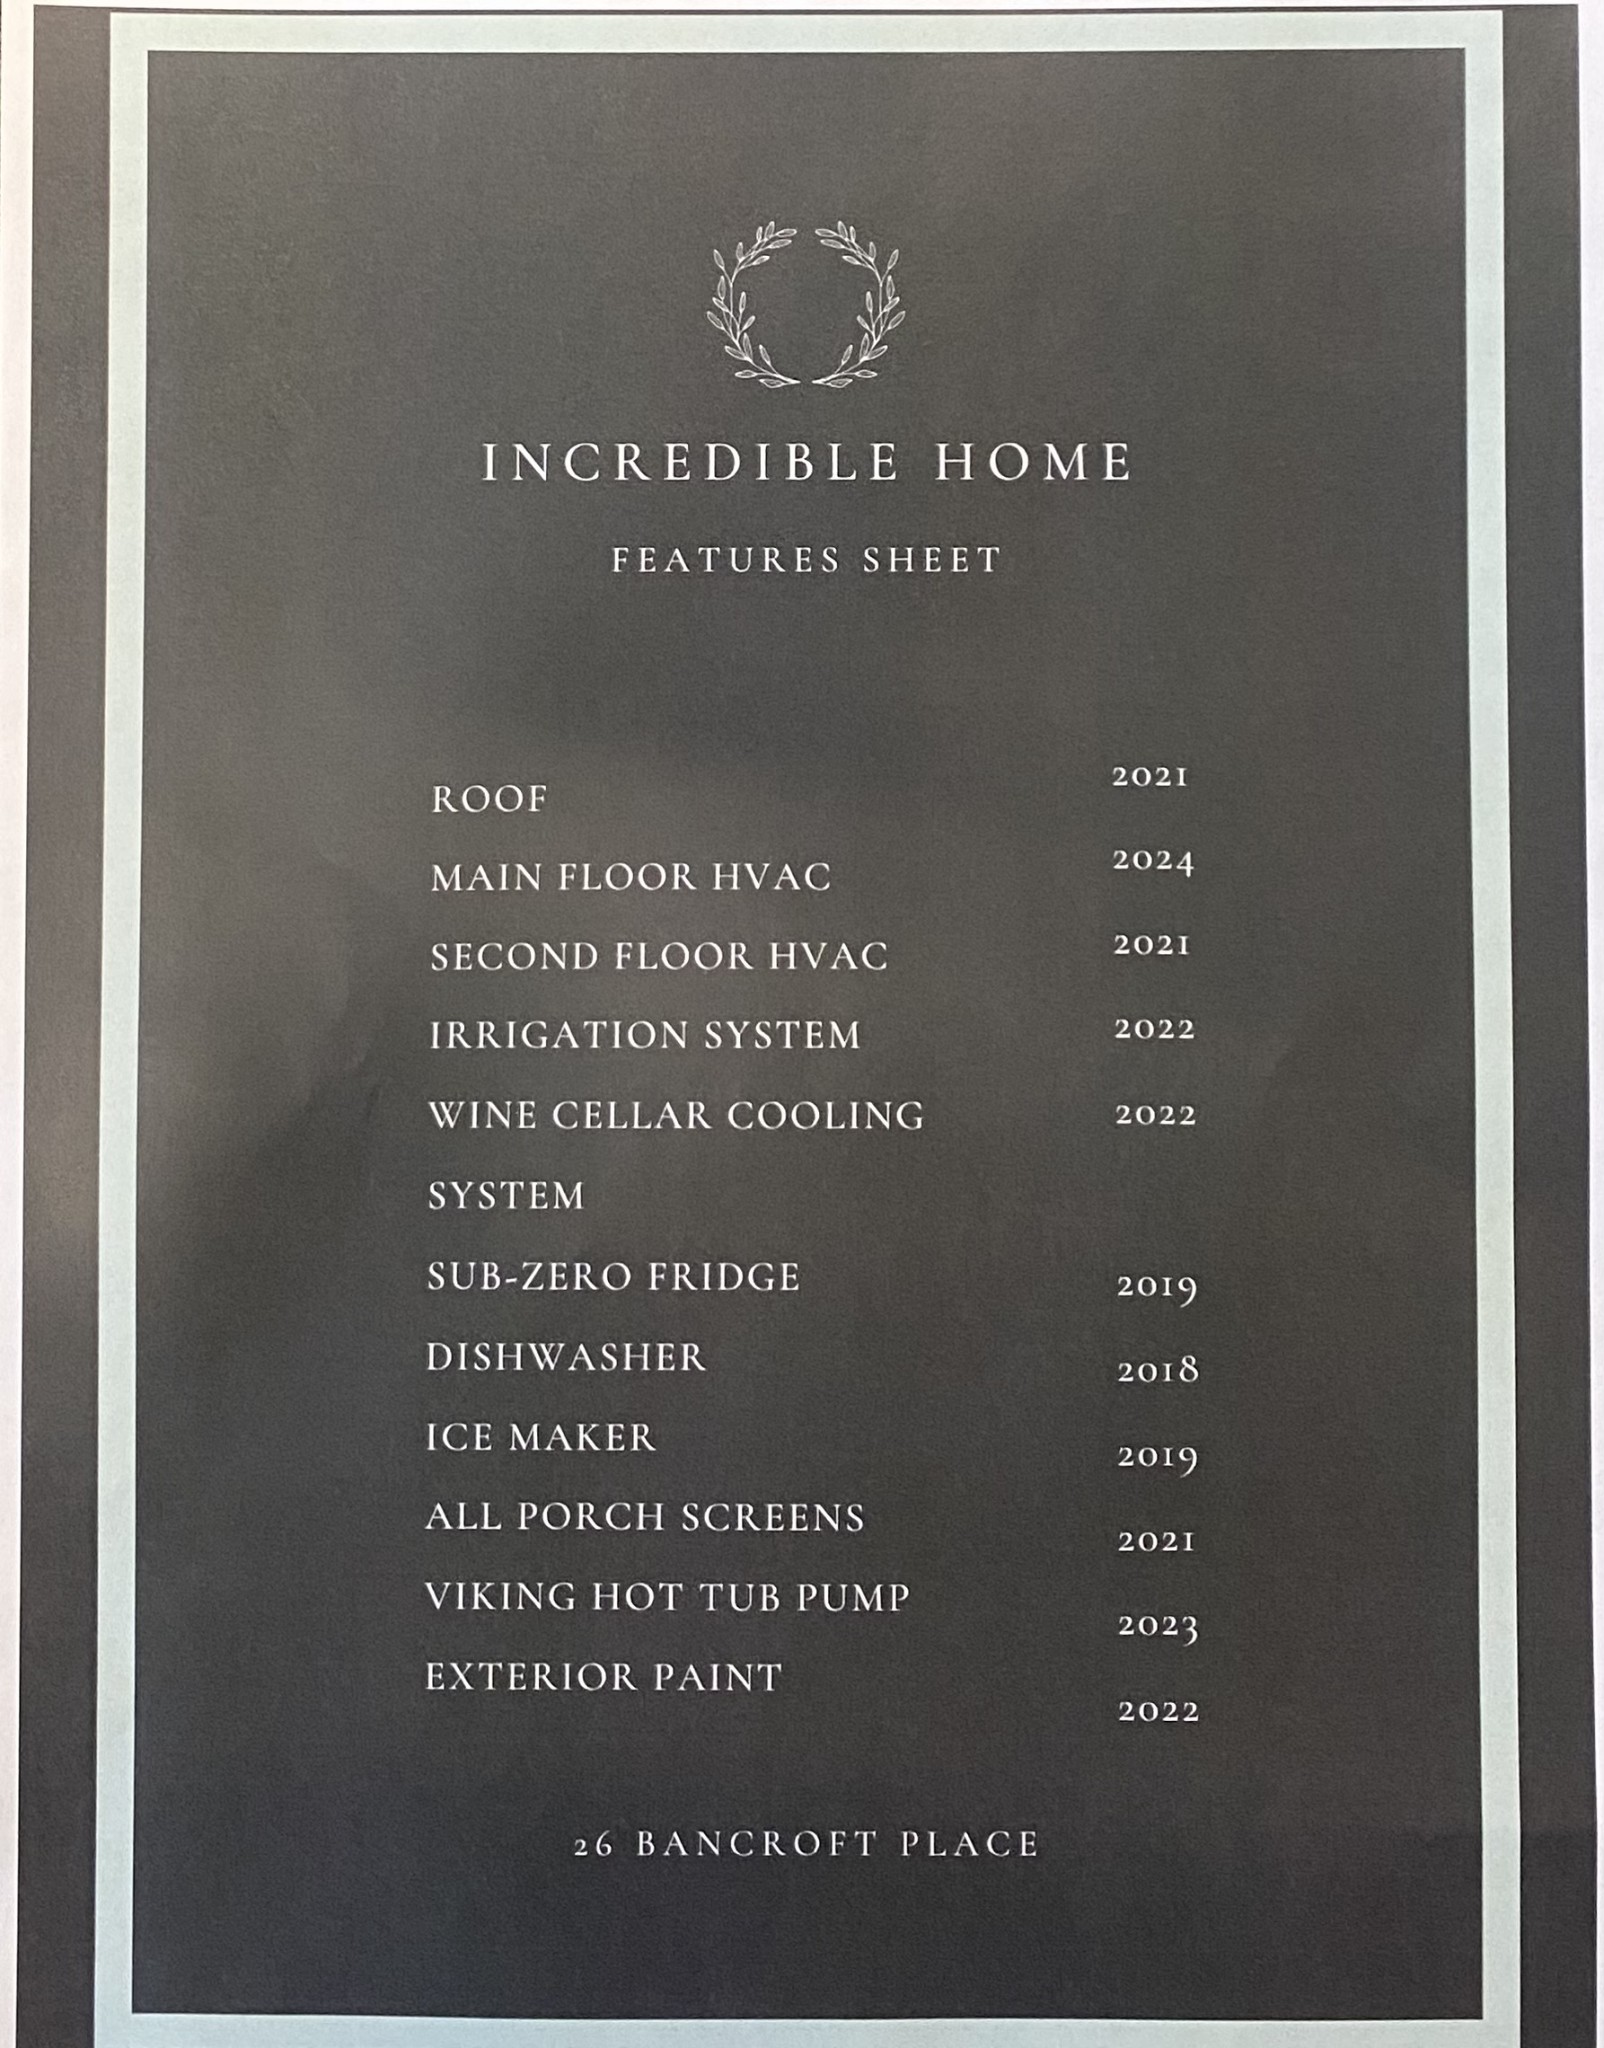 INCREDIBLE HOME
FEATURES SHEET
ROOF 2021
MAIN FLOOR HVAC 2024
SECOND FLOOR HVAC 2021
IRRIGATION SYSTEM 2022
WINE CELLAR COOLING 2022
SYSTEM
SUB-ZERO FRIDGE 2019
DISHWASHER 2018
ICE MAKER 2019
ALL PORCH SCREENS 2021
VIKING HOT TUB PUMP 2023
EXTERIOR PAINT 2022
26 BANCROFT PLACE